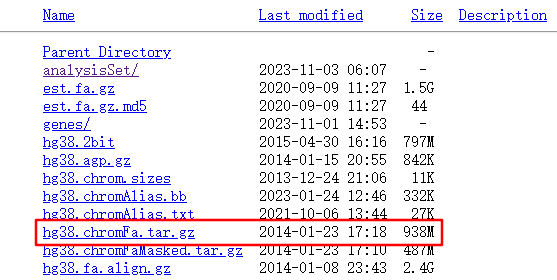 Name Last modified Size Description
Parent Directory -
analysisSet/ 2023-11-03 06:07 -
est.fa.gz 2020-09-09 11:27 1.5G
est.fa.gz.md5 2020-09-09 11:27 44
genes/ 2023-11-01 14:53 -
hg38.2bit 2015-04-30 16:16 797M
hg38.agp.gz 2014-01-15 20:55 842K
hg38.chrom.sizes 2013-12-24 21:06 11K
hg38.chromAlias.bb 2023-01-24 12:46 332K
hg38.chromAlias.txt 2021-10-06 13:44 27K
hg38.chromFa.tar.gz 2014-01-23 17:18 938M
hg38.chromFaMasked.tar.gz 2014-01-23 17:10 487M
hg38.fa.align.gz 2014-01-08 23:43 2.4G